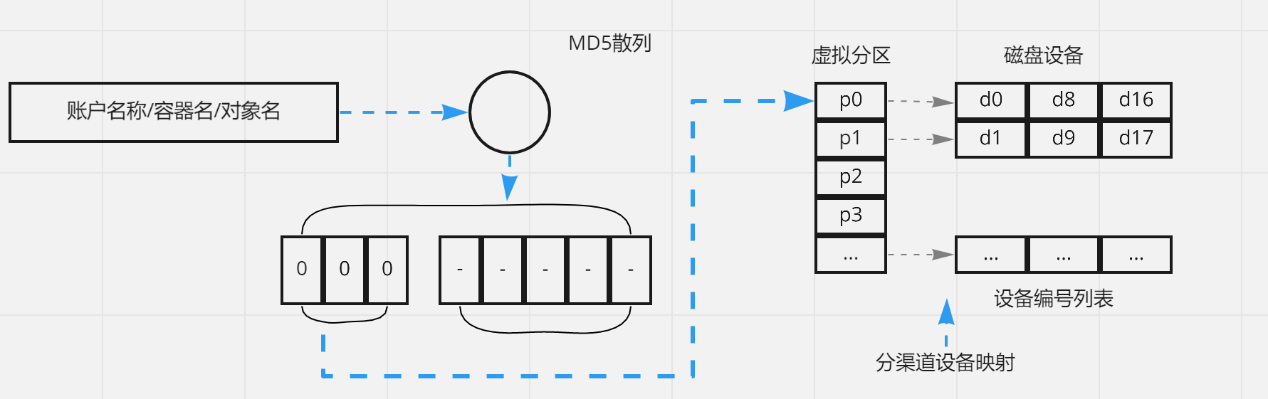 MD5散列
账户名称/容器名/对象名
虚拟分区
磁盘设备
p0
d0 d8 d16
p1
d1 d9 d17
p2
p3
...
... ... ...
0 0 0
- - - - -
设备编号列表
分渠道设备映射